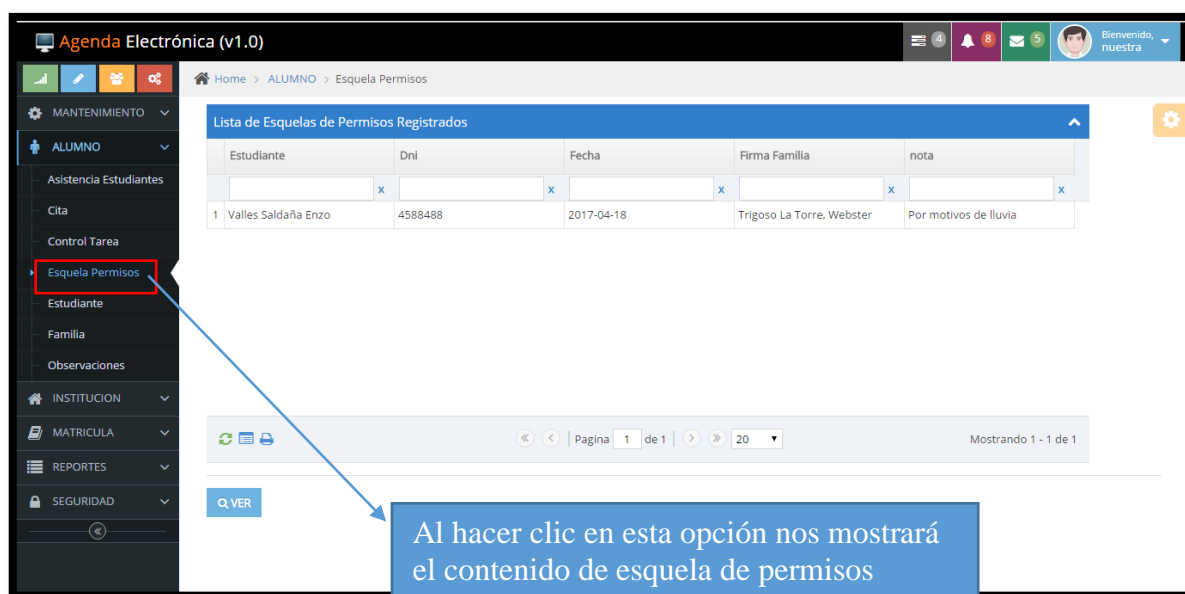 Agenda Electrónica (v1.0)
4
8
5
Bienvenido,
nuestra
Home > ALUMNO > Esquela Permisos
MANTENIMIENTO
ALUMNO
Asistencia Estudiantes
Cita
Control Tarea
Esquela Permisos
Estudiante
Familia
Observaciones
INSTITUCION
MATRICULA
REPORTES
SEGURIDAD
Lista de Esquelas de Permisos Registrados
Estudiante Dni Fecha Firma Familia nota
x x x x x
1 Valles Saldaña Enzo 4588488 2017-04-18 Trigoso La Torre, Webster Por motivos de lluvia
Pagina 1 de 1 20 Mostrando 1 - 1 de 1
VER
Al hacer clic en esta opción nos mostrará
el contenido de esquela de permisos